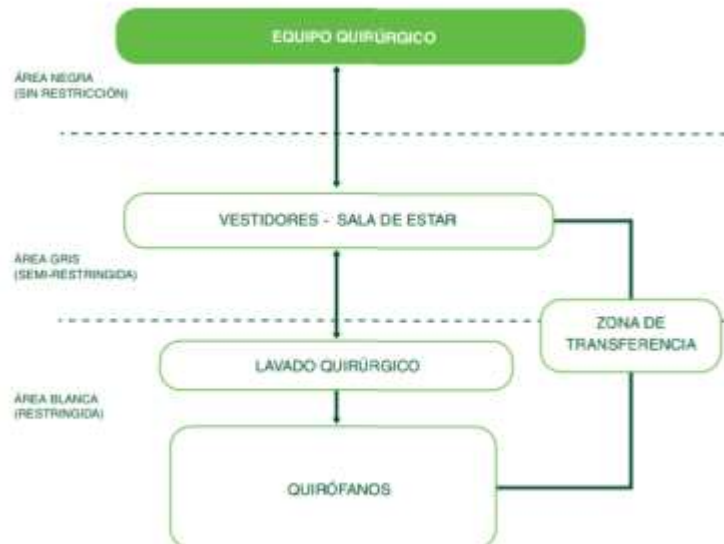 EQUIPO QUIRÚRGICO
ÁREA NEGRA
(SIN RESTRICCIÓN)
VESTIDORES - SALA DE ESTAR
ÁREA GRIS
(SEMI-RESTRINGIDA)
ZONA DE
TRANSFERENCIA
LAVADO QUIRÚRGICO
ÁREA BLANCA
(RESTRINGIDA)
QUIRÓFANOS